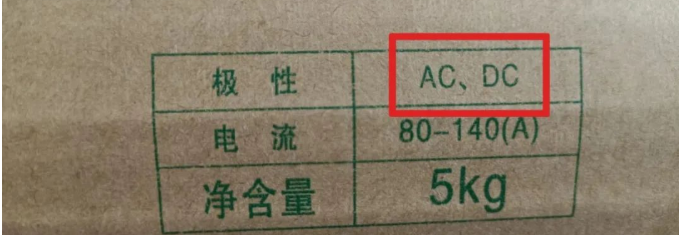 极 性 AC、DC
电 流 80-140(A)
净含量 5kg